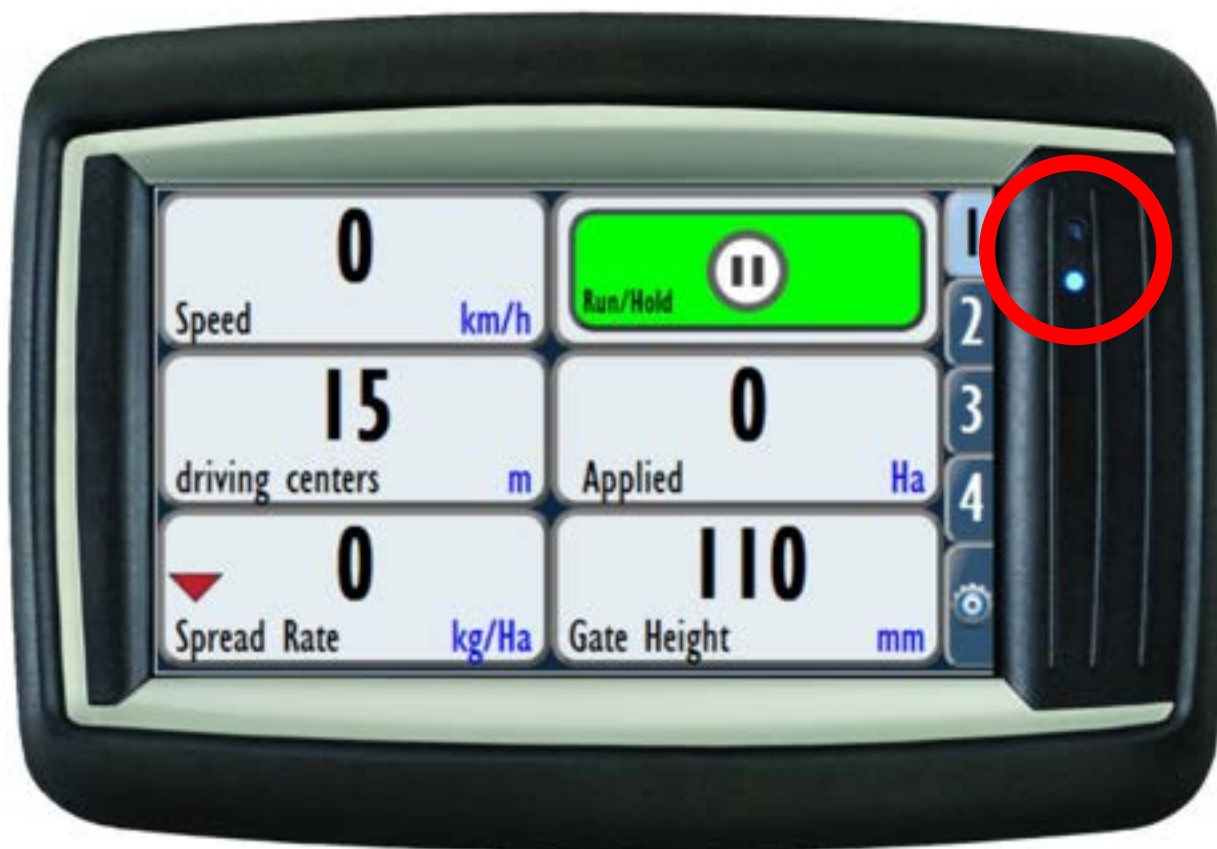 0
Speed km/h
Run/Hold
1
2
15
driving centers m
0
Applied Ha
3
4
0
Spread Rate kg/Ha
110
Gate Height mm